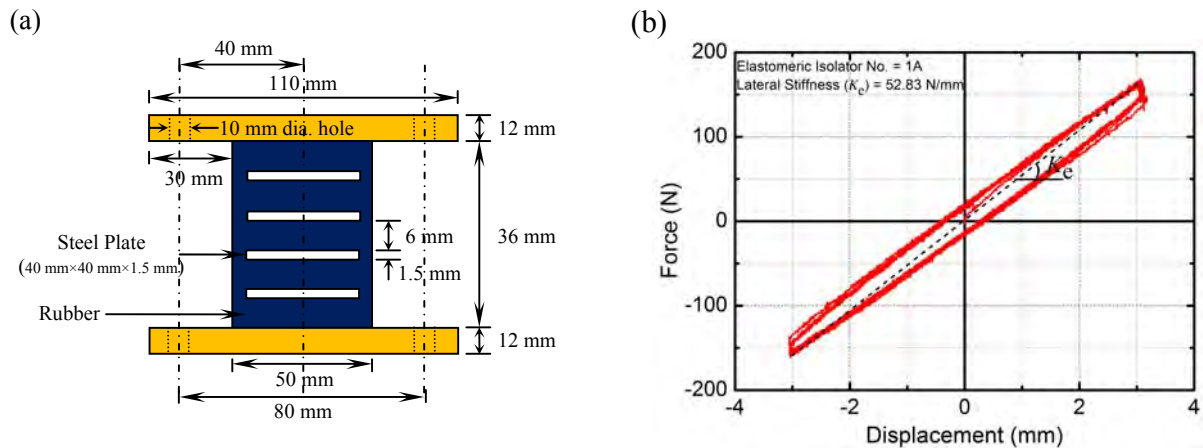 (a)
40 mm
110 mm
10 mm dia. hole
12 mm
30 mm
Steel Plate
(40 mm×40 mm×1.5 mm)
6 mm
36 mm
1.5 mm
Rubber
12 mm
50 mm
80 mm
(b)
200
100
0
-100
-200
Force (N)
Elastomeric Isolator No. = 1A
Lateral Stiffness (Ke) = 52.83 N/mm
Ke
-4
-2
0
2
4
Displacement (mm)